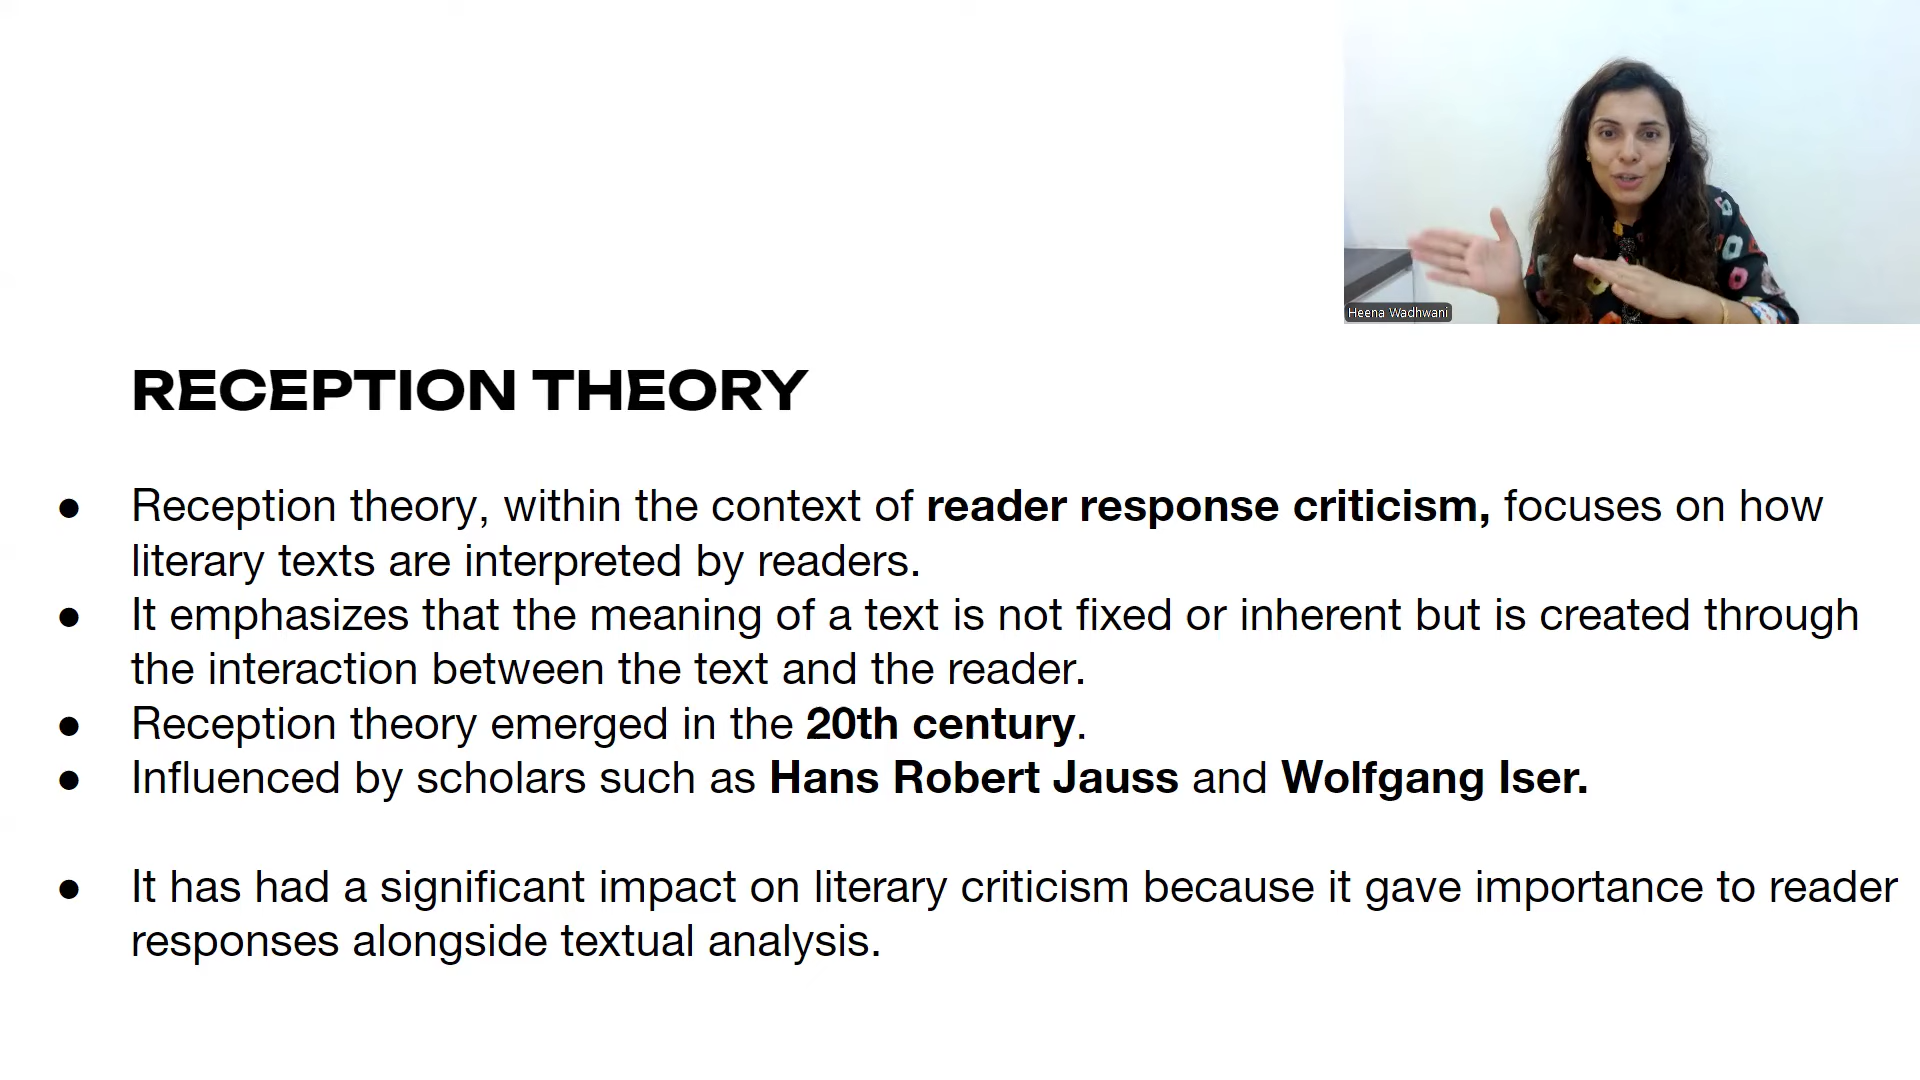 Heena Wadhwani
RECEPTION THEORY
● Reception theory, within the context of reader response criticism, focuses on how
literary texts are interpreted by readers.
● It emphasizes that the meaning of a text is not fixed or inherent but is created through
the interaction between the text and the reader.
● Reception theory emerged in the 20th century.
● Influenced by scholars such as Hans Robert Jauss and Wolfgang Iser.
● It has had a significant impact on literary criticism because it gave importance to reader
responses alongside textual analysis.